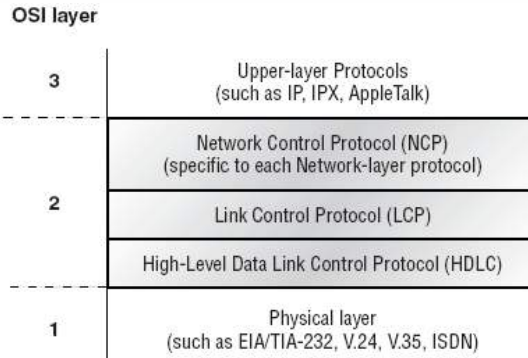 OSI layer
3
Upper-layer Protocols
(such as IP, IPX, AppleTalk)
Network Control Protocol (NCP)
(specific to each Network-layer protocol)
2
Link Control Protocol (LCP)
High-Level Data Link Control Protocol (HDLC)
1
Physical layer
(such as EIA/TIA-232, V.24, V.35, ISDN)